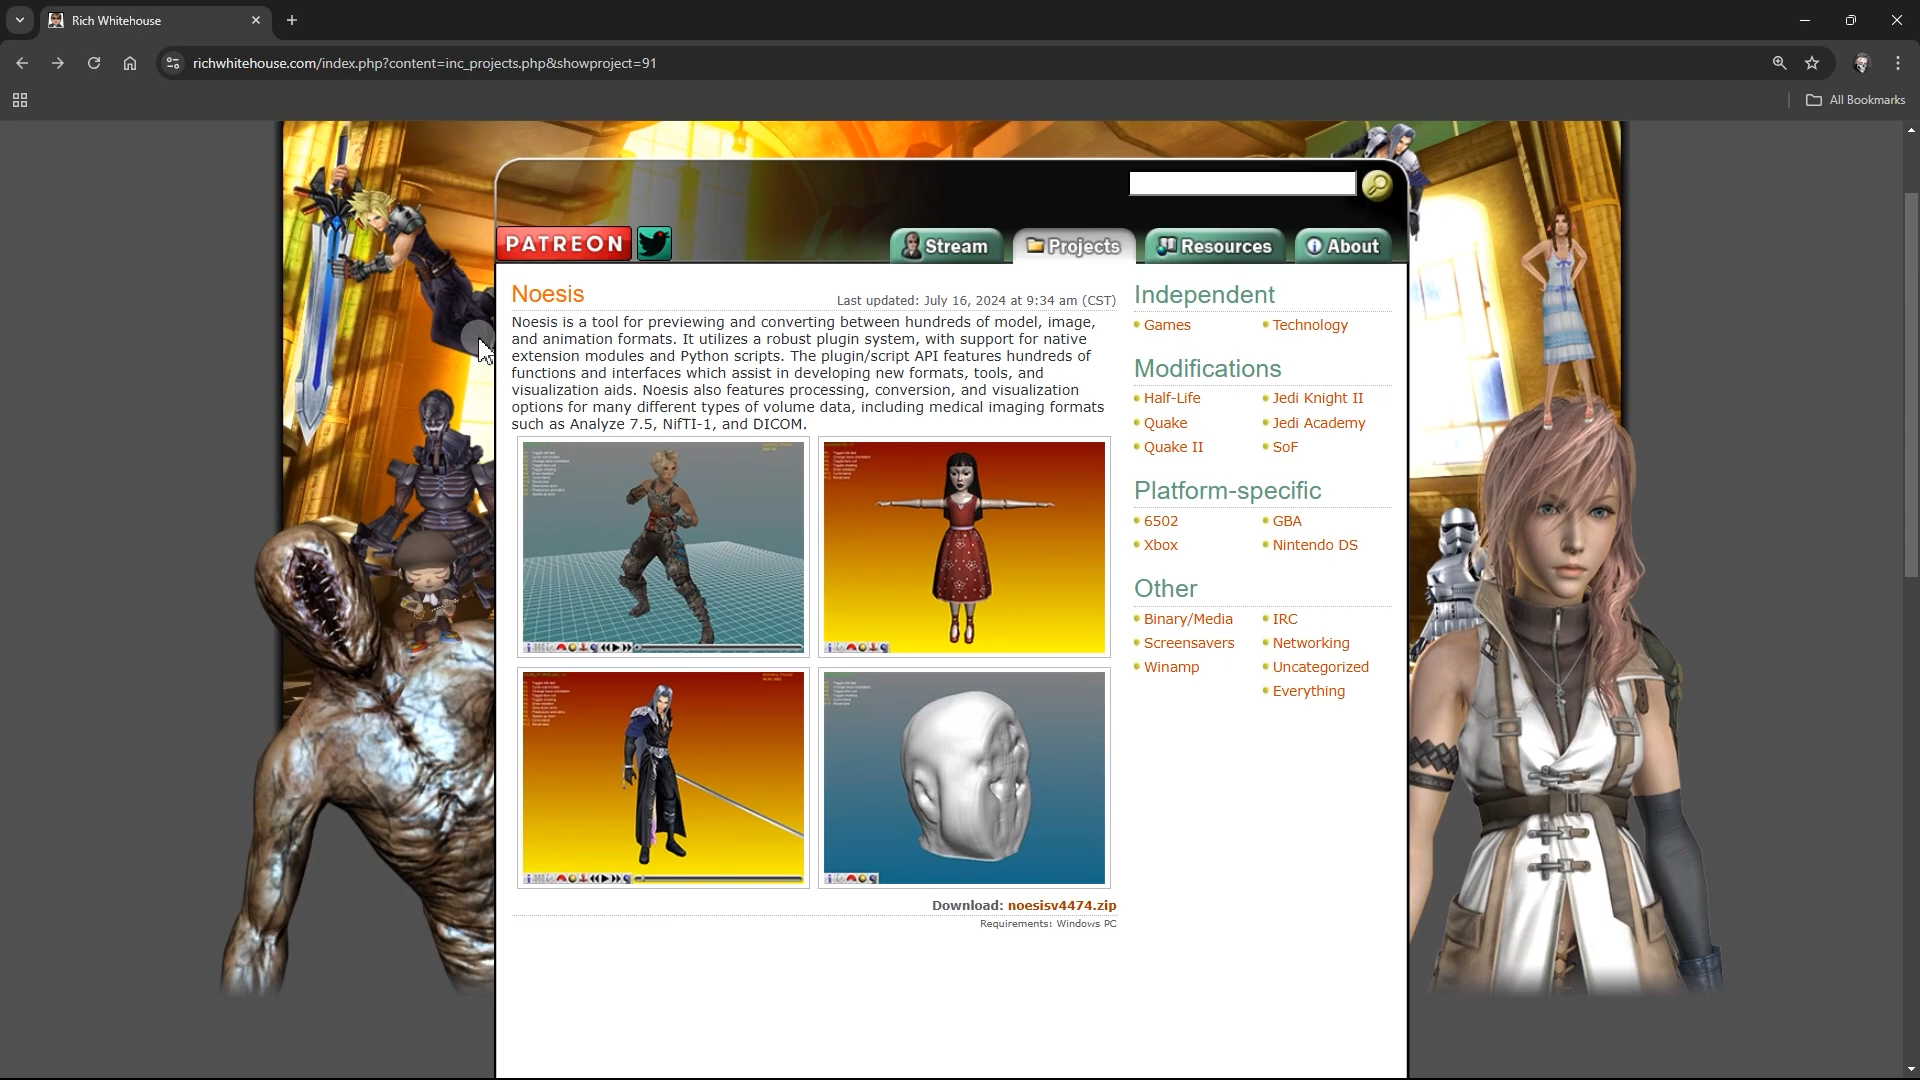 Rich Whitehouse
richwhitehouse.com/index.php?content=inc_projects.php&showproject=91
All Bookmarks
PATREON
Stream
Projects
Resources
About
Noesis
Last updated: July 16, 2024 at 9:34 am (CST)
Noesis is a tool for previewing and converting between hundreds of model, image,
and animation formats. It utilizes a robust plugin system, with support for native
extension modules and Python scripts. The plugin/script API features hundreds of
functions and interfaces which assist in developing new formats, tools, and
visualization aids. Noesis also features processing, conversion, and visualization
options for many different types of volume data, including medical imaging formats
such as Analyze 7.5, NifTI-1, and DICOM.
Download: noesisv4474.zip
Requirements: Windows PC
Independent
Games
Technology
Modifications
Half-Life
Jedi Knight II
Quake
Jedi Academy
Quake II
SoF
Platform-specific
6502
GBA
Xbox
Nintendo DS
Other
Binary/Media
IRC
Screensavers
Networking
Winamp
Uncategorized
Everything